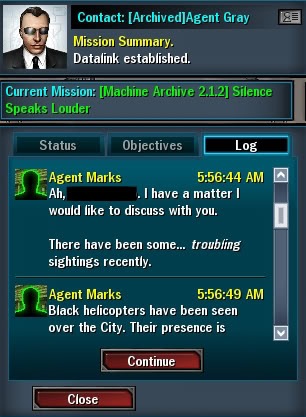 Contact: [Archived]Agent Gray
Mission Summary.
Datalink established.
Current Mission: [Machine Archive 2.1.2] Silence
Speaks Louder
Status
Objectives
Log
Agent Marks 5:56:44 AM
Ah, . I have a matter I
would like to discuss with you.
There have been some... troubling
sightings recently.
Agent Marks 5:56:49 AM
Black helicopters have been seen
over the City. Their presence is
Continue
Close